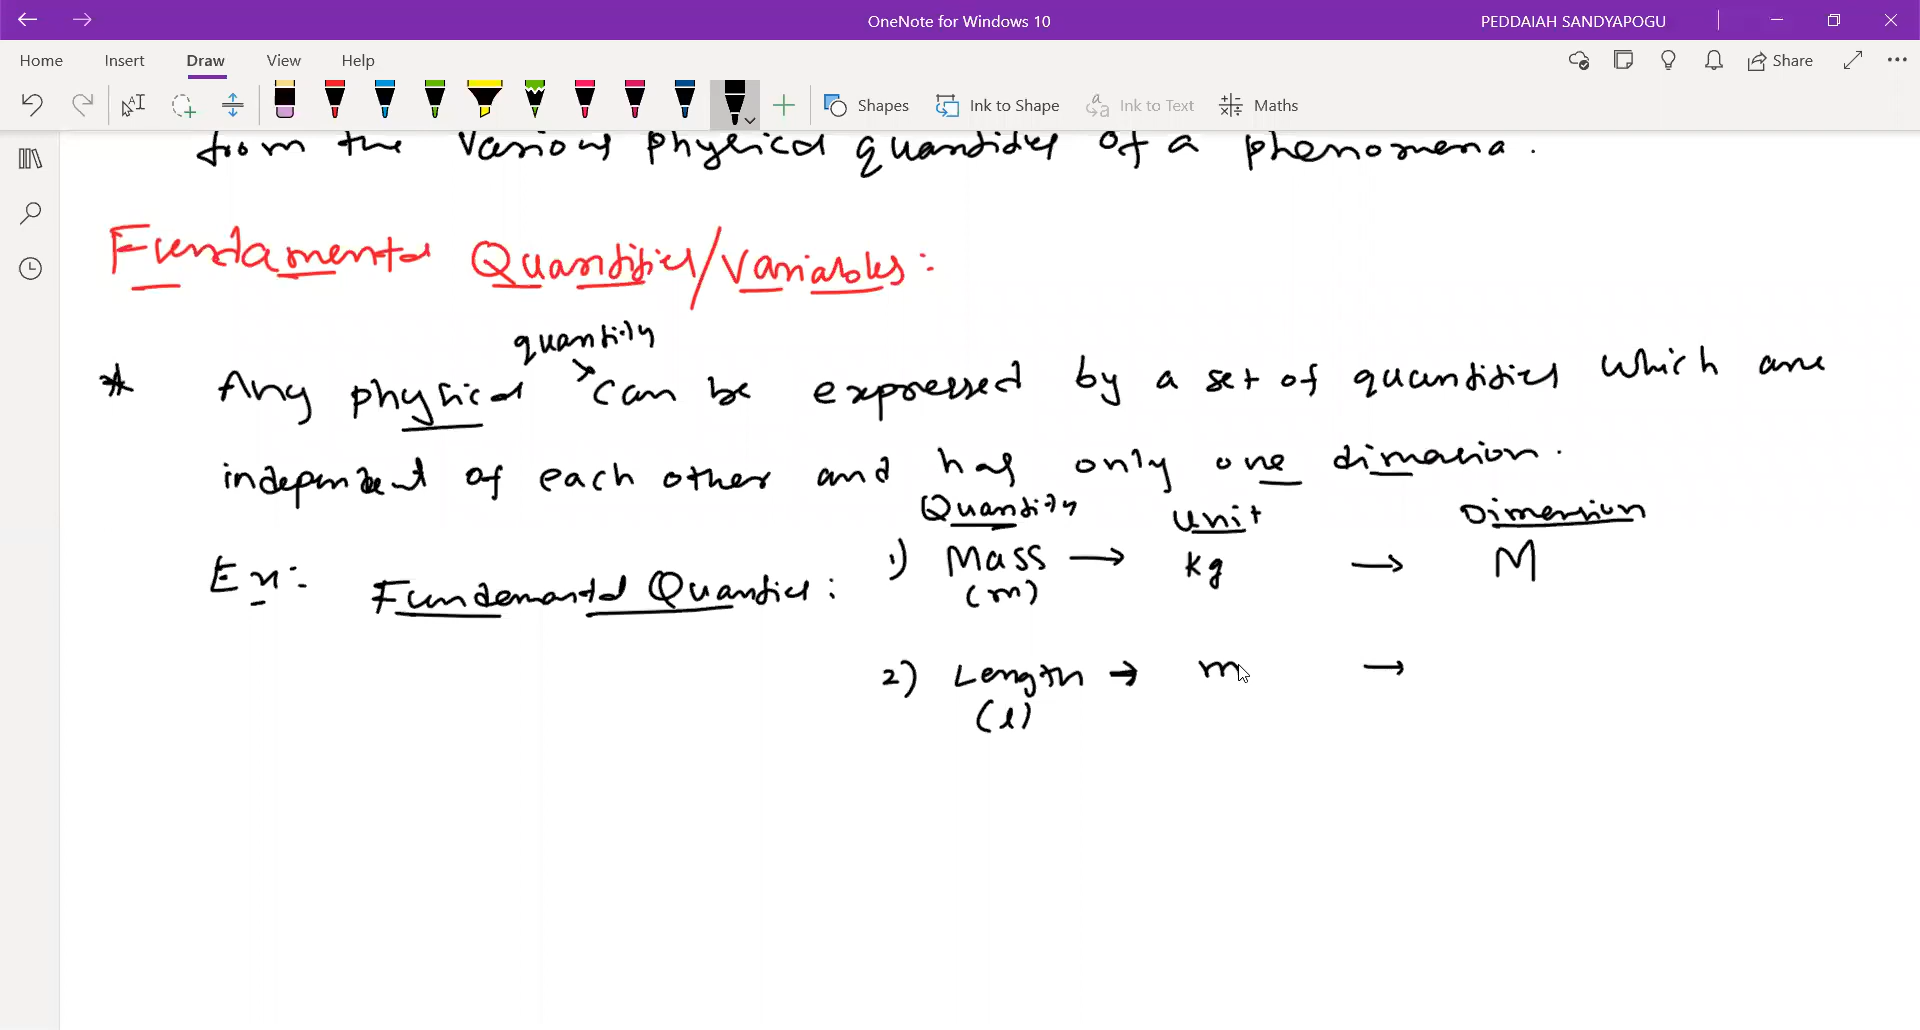 OneNote for Windows 10
PEDDAIAH SANDYAPOGU
Home Insert Draw View Help
Share
Shapes Ink to Shape Ink to Text Maths
from the various physical quantities of a phenomena.
Fundamental Quantities/Variables:
quantity
* Any physical can be expressed by a set of quantities which are
independent of each other and has only one dimension.
Quantity Unit Dimension
Ex: Fundemantal Quanties: 1) Mass → kg → M
(m)
2) Length → m →
(l)